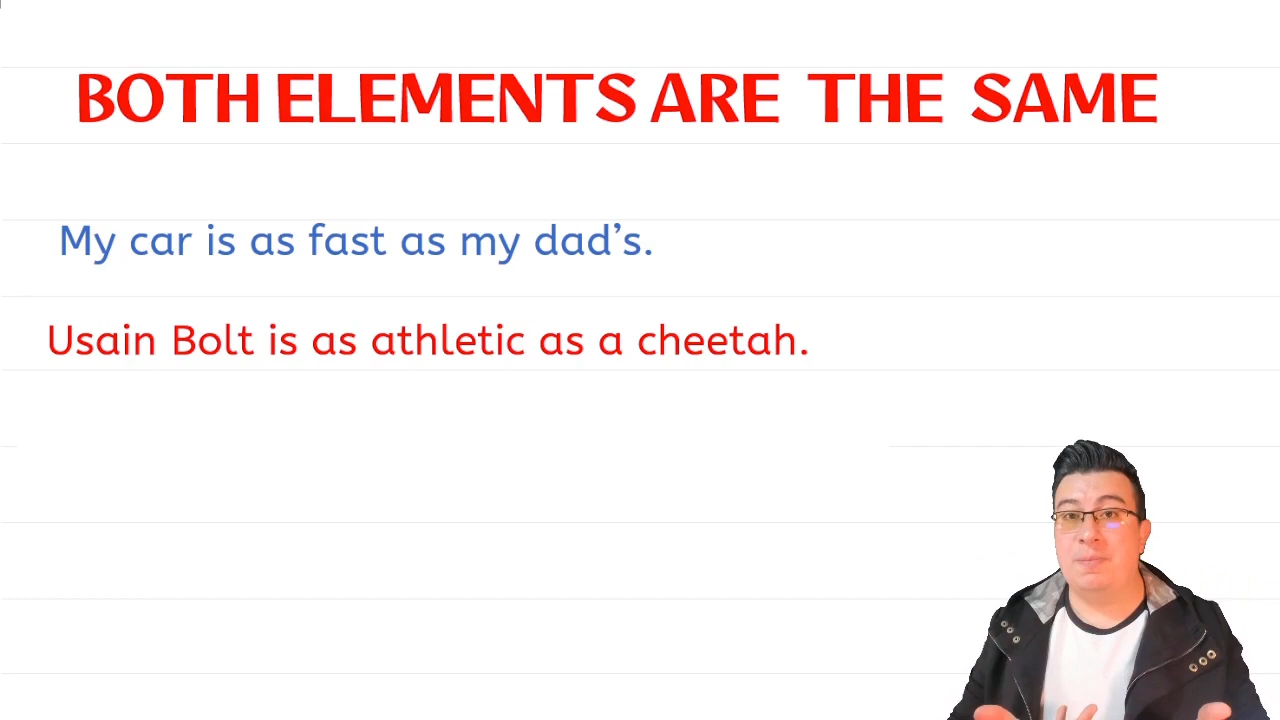 BOTH ELEMENTS ARE THE SAME
My car is as fast as my dad’s.
Usain Bolt is as athletic as a cheetah.